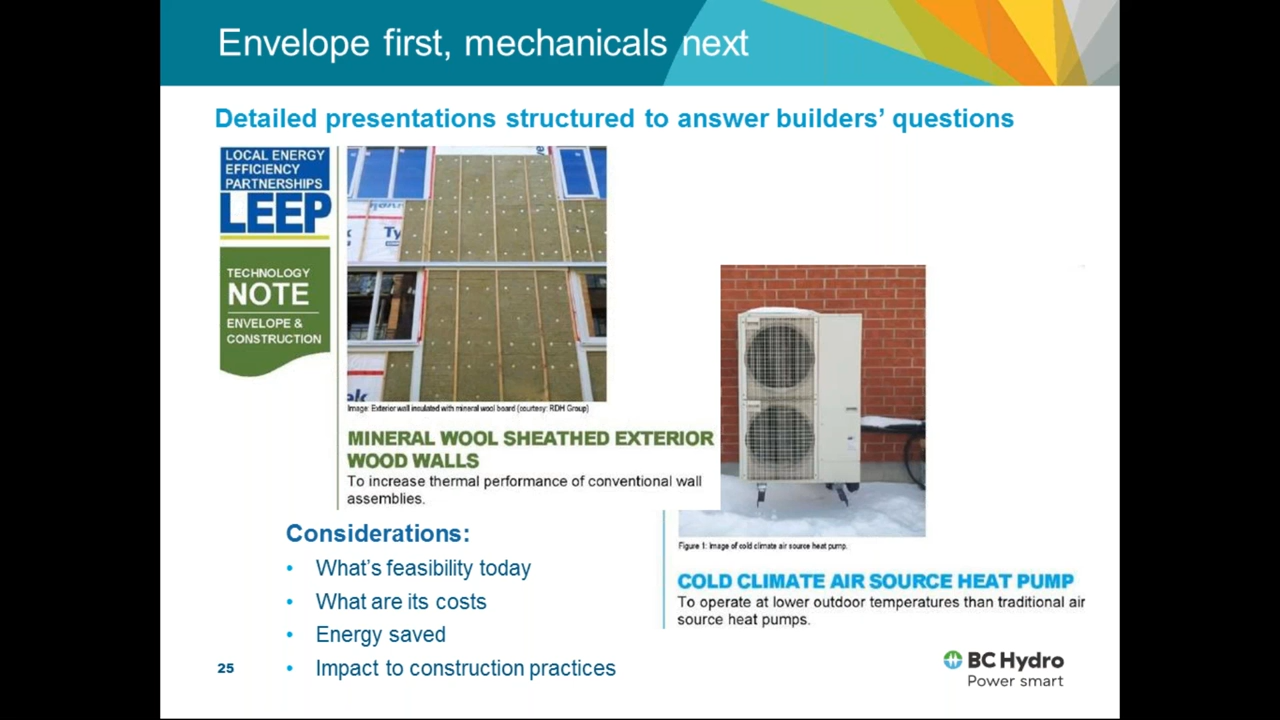 Envelope first, mechanicals next
Detailed presentations structured to answer builders’ questions
LOCAL ENERGY
EFFICIENCY
PARTNERSHIPS
LEEP
TECHNOLOGY
NOTE
ENVELOPE &
CONSTRUCTION
Ty
Image: Exterior wall insulated with mineral wool board (courtesy: RDH Group)
MINERAL WOOL SHEATHED EXTERIOR
WOOD WALLS
To increase thermal performance of conventional wall
assemblies.
Figure 1: Image of cold climate air source heat pump.
COLD CLIMATE AIR SOURCE HEAT PUMP
To operate at lower outdoor temperatures than traditional air
source heat pumps.
Considerations:
• What’s feasibility today
• What are its costs
• Energy saved
• Impact to construction practices
25
BC Hydro
Power smart